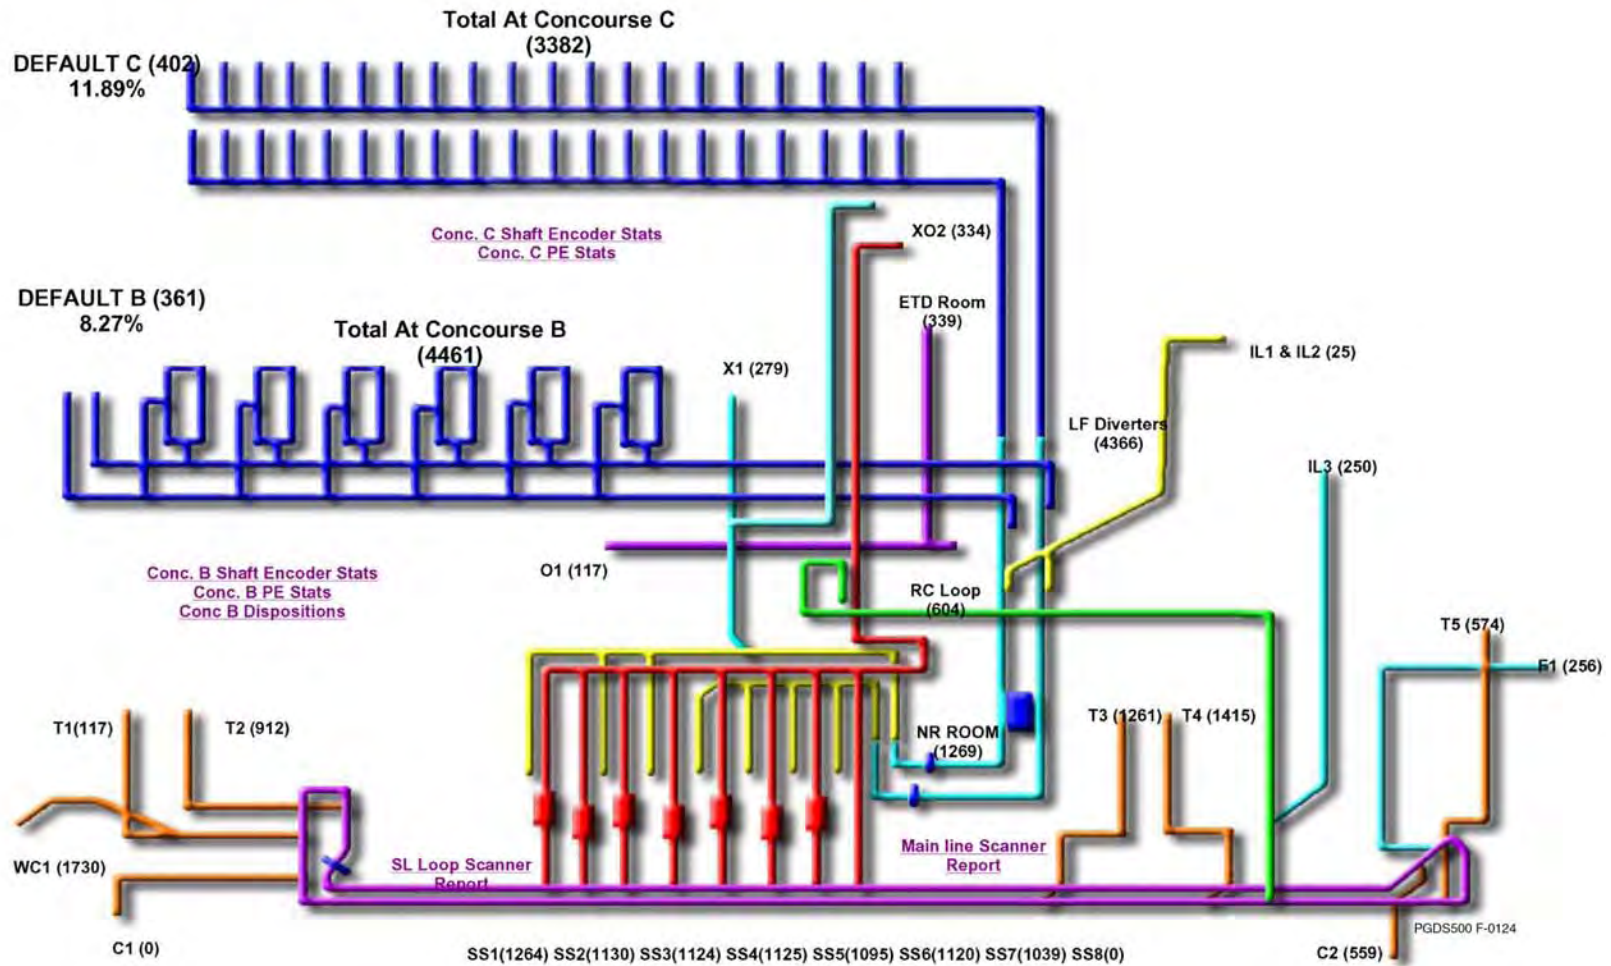 Total At Concourse C
(3382)
DEFAULT C (402)
11.89%
Conc. C Shaft Encoder Stats
Conc. C PE Stats
XO2 (334)
DEFAULT B (361)
8.27%
Total At Concourse B
(4461)
ETD Room
(339)
X1 (279)
IL1 & IL2 (25)
LF Diverters
(4366)
IL3 (250)
O1 (117)
Conc. B Shaft Encoder Stats
Conc. B PE Stats
Conc B Dispositions
RC Loop
(604)
T5 (574)
F1 (256)
T1(117)
T2 (912)
NR ROOM
(1269)
T3 (1261)
T4 (1415)
WC1 (1730)
SL Loop Scanner
Report
Main line Scanner
Report
C1 (0)
SS1(1264) SS2(1130) SS3(1124) SS4(1125) SS5(1095) SS6(1120) SS7(1039) SS8(0)
C2 (559)
PGDS500 F-0124